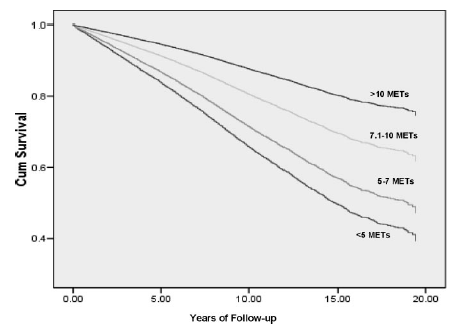 1.0
0.8
0.6
0.4
Cum Survival
>10 METs
7.1-10 METs
5-7 METs
<5 METs
0.00 5.00 10.00 15.00 20.00
Years of Follow-up